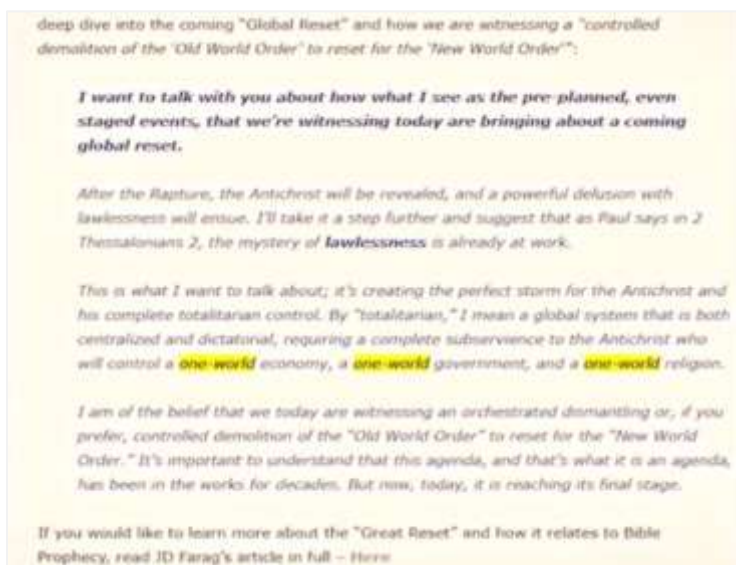 deep dive into the coming "Global Reset" and how we are witnessing a "controlled
demolition of the 'Old World Order' to reset for the 'New World Order'":
I want to talk with you about how what I see as the pre-planned, even
staged events, that we're witnessing today are bringing about a coming
global reset.
After the Rapture, the Antichrist will be revealed, and a powerful delusion with
lawlessness will ensue. I'll take it a step further and suggest that as Paul says in 2
Thessalonians 2, the mystery of lawlessness is already at work.
This is what I want to talk about; it's creating the perfect storm for the Antichrist and
his complete totalitarian control. By "totalitarian," I mean a global system that is both
centralized and dictatorial, requiring a complete subservience to the Antichrist who
will control a one-world economy, a one-world government, and a one-world religion.
I am of the belief that we today are witnessing an orchestrated dismantling or, if you
prefer, controlled demolition of the "Old World Order" to reset for the "New World
Order." It's important to understand that this agenda, and that's what it is an agenda,
has been in the works for decades. But now, today, it is reaching its final stage.
If you would like to learn more about the "Great Reset" and how it relates to Bible
Prophecy, read JD Farag's article in full – Here